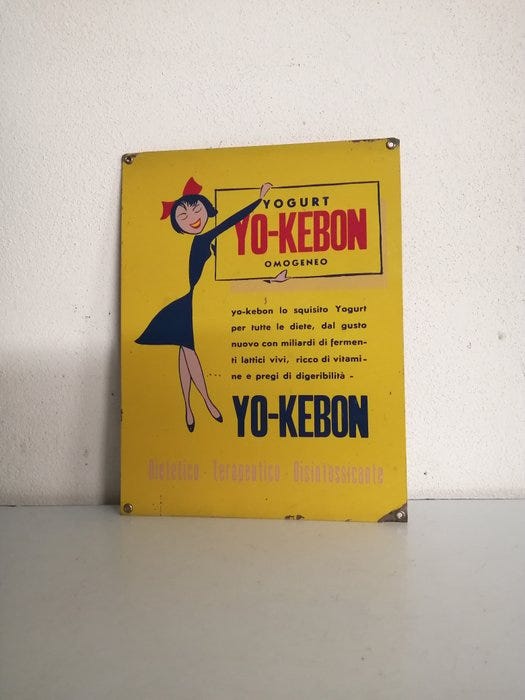 YOGURT
YO-KEBON
OMOGENEO
yo-kebon lo squisito Yogurt
per tutte le diete, dal gusto
nuovo con miliardi di fermen-
ti lattici vivi, ricco di vitami-
ne e pregi di digeribilità -
YO-KEBON
Dietetico - Terapeutico - Disintossicante